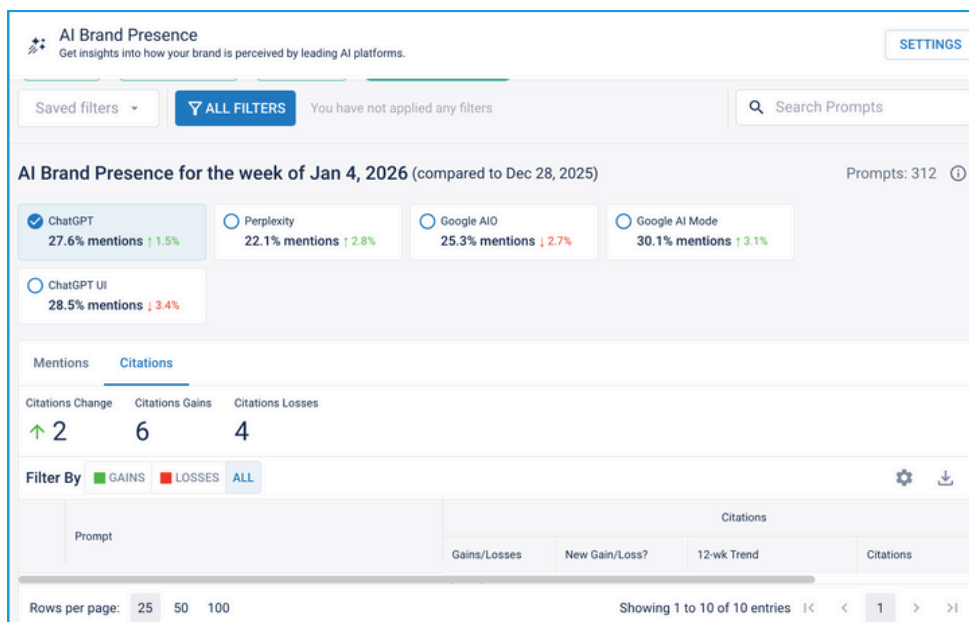 AI Brand Presence
Get insights into how your brand is perceived by leading AI platforms.
SETTINGS
Saved filters
ALL FILTERS
You have not applied any filters
Search Prompts
AI Brand Presence for the week of Jan 4, 2026 (compared to Dec 28, 2025)
Prompts: 312
ChatGPT
27.6% mentions ↑ 1.5%
Perplexity
22.1% mentions ↑ 2.8%
Google AIO
25.3% mentions ↓ 2.7%
Google AI Mode
30.1% mentions ↑ 3.1%
ChatGPT UI
28.5% mentions ↓ 3.4%
Mentions Citations
Citations Change Citations Gains Citations Losses
↑ 2 6 4
Filter By GAINS LOSSES ALL
Prompt
Citations
Gains/Losses New Gain/Loss? 12-wk Trend Citations
Rows per page: 25 50 100
Showing 1 to 10 of 10 entries |< < 1 > >|